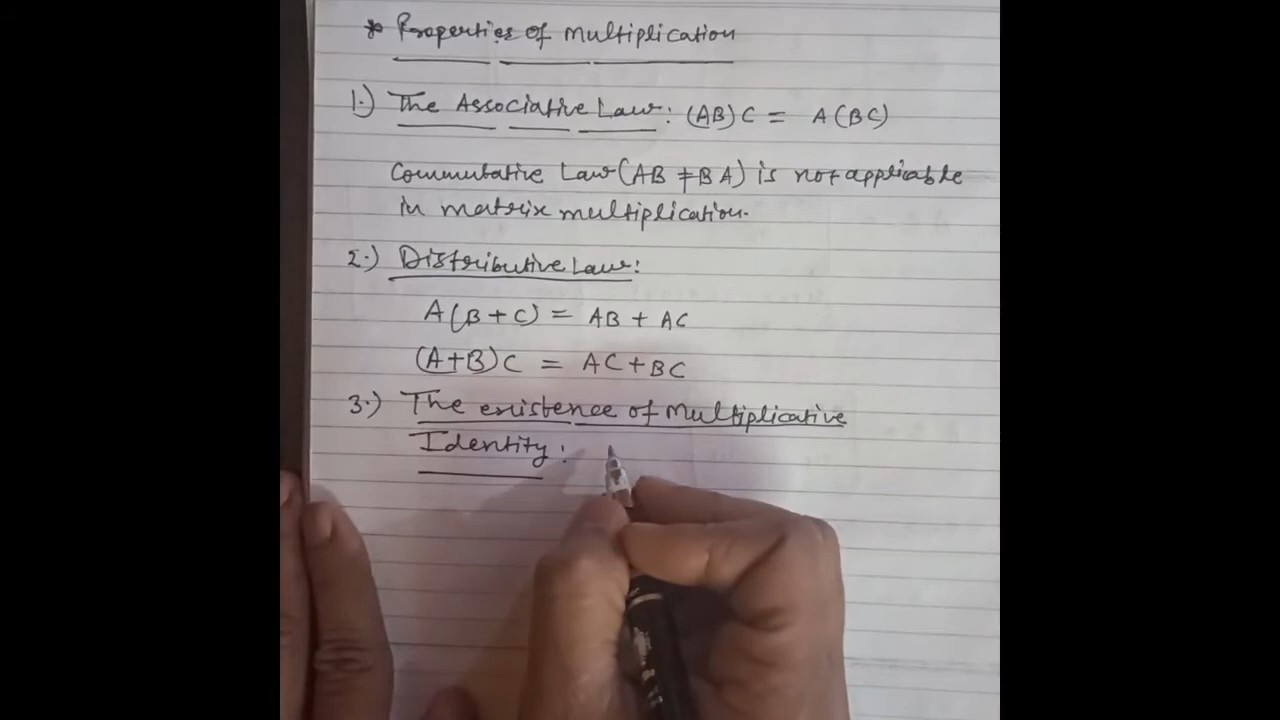 * Properties of multiplication
1.) The Associative Law: (AB)C = A(BC)
Commutative Law (AB ≠ BA) is not applicable
in matrix multiplication.
2.) Distributive Law:
A(B+C) = AB + AC
(A+B)C = AC + BC
3.) The existence of Multiplicative
Identity: